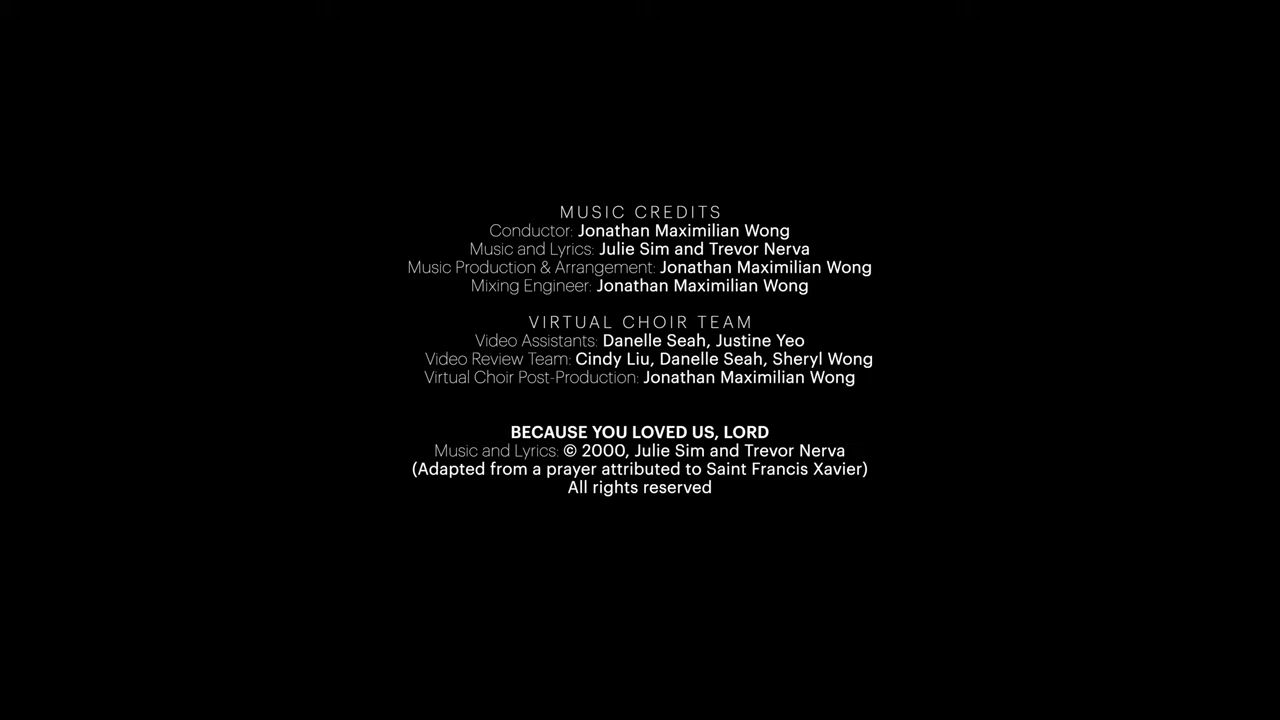 MUSIC CREDITS
Conductor: Jonathan Maximilian Wong
Music and Lyrics: Julie Sim and Trevor Nerva
Music Production & Arrangement: Jonathan Maximilian Wong
Mixing Engineer: Jonathan Maximilian Wong
VIRTUAL CHOIR TEAM
Video Assistants: Danelle Seah, Justine Yeo
Video Review Team: Cindy Liu, Danelle Seah, Sheryl Wong
Virtual Choir Post-Production: Jonathan Maximilian Wong
BECAUSE YOU LOVED US, LORD
Music and Lyrics: © 2000, Julie Sim and Trevor Nerva
(Adapted from a prayer attributed to Saint Francis Xavier)
All rights reserved